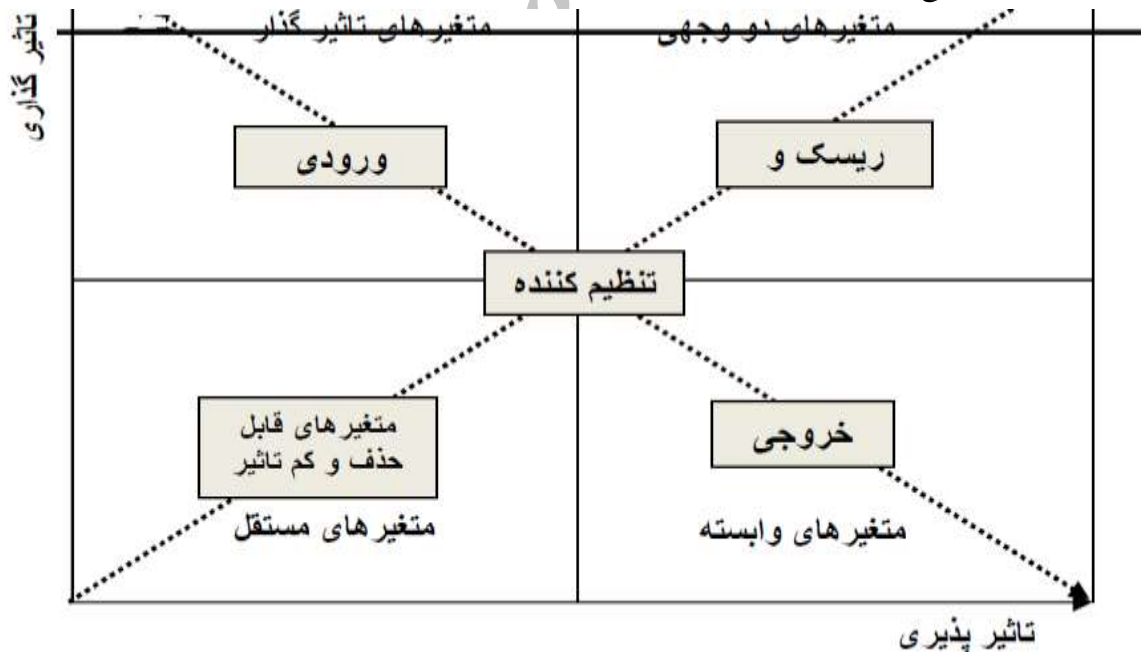 تاثیر گذاری
متغیرهای دو وجهی
متغیرهای تاثیر گذار
ریسک و
ورودی
تنظیم کننده
خروجی
متغیرهای قابل
حذف و کم تاثیر
متغیرهای وابسته
متغیرهای مستقل
تاثیر پذیری